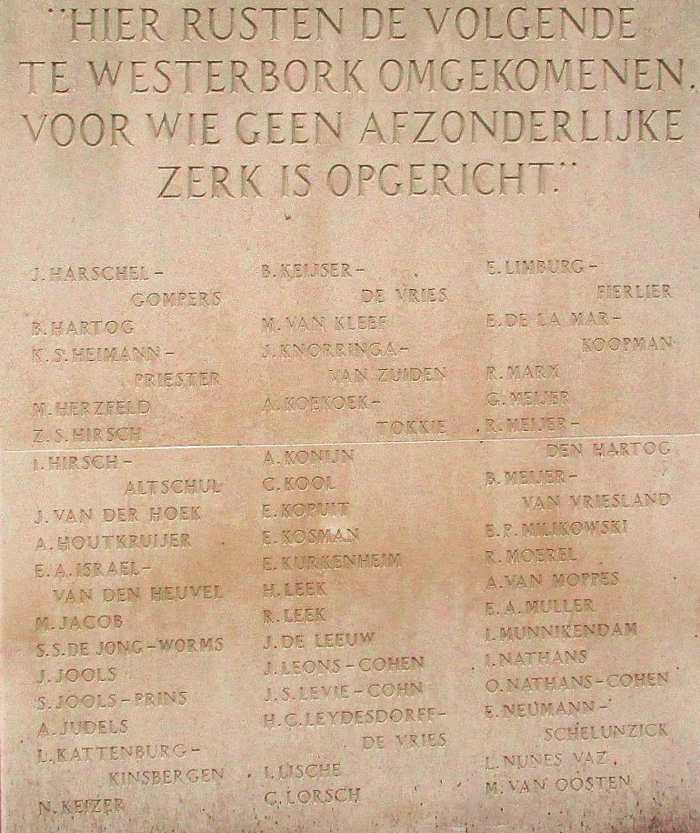 "HIER RUSTEN DE VOLGENDE
TE WESTERBORK OMGEKOMENEN,
VOOR WIE GEEN AFZONDERLIJKE
ZERK IS OPGERICHT."
J. HARSCHEL-
GOMPERS
B. HARTOG
K. S. HEIMANN-
PRIESTER
M. HERZFELD
Z. S. HIRSCH
I. HIRSCH-
ALTSCHUL
J. VAN DER HOEK
A. HOUTKRUIJER
E. A. ISRAEL-
VAN DEN HEUVEL
M. JACOB
S. S. DE JONG-WORMS
J. JOOLS
S. JOOLS-PRINS
A. JUDELS
L. KATTENBURG-
KINSBERGEN
N. KEIZER
B. KEIJSER-
DE VRIES
M. VAN KLEEF
J. KNORRINGA-
VAN ZUIDEN
A. KOEKOEK-
TOKKIE
A. KONIJN
C. KOOL
E. KOPUIT
E. KOSMAN
E. KURKENHEIM
H. LEEK
R. LEEK
J. DE LEEUW
J. LEONS-COHEN
J. S. LEVIE-COHN
H. C. LEYDESDORFF-
DE VRIES
I. LISCHE
C. LORSCH
E. LIMBURG-
FIERLIER
E. DE LA MAR-
KOOPMAN
R. MARX
G. MEIJER
R. MEIJER-
DEN HARTOG
B. MEIJER-
VAN VRIESLAND
E. P. MILIKOWSKI
R. MOEREL
A. VAN MOPPES
E. A. MULLER
I. MUNNIKENDAM
I. NATHANS
O. NATHANS-COHEN
E. NEUMANN-
SCHELUNZICK
L. NUNES VAZ
M. VAN OOSTEN